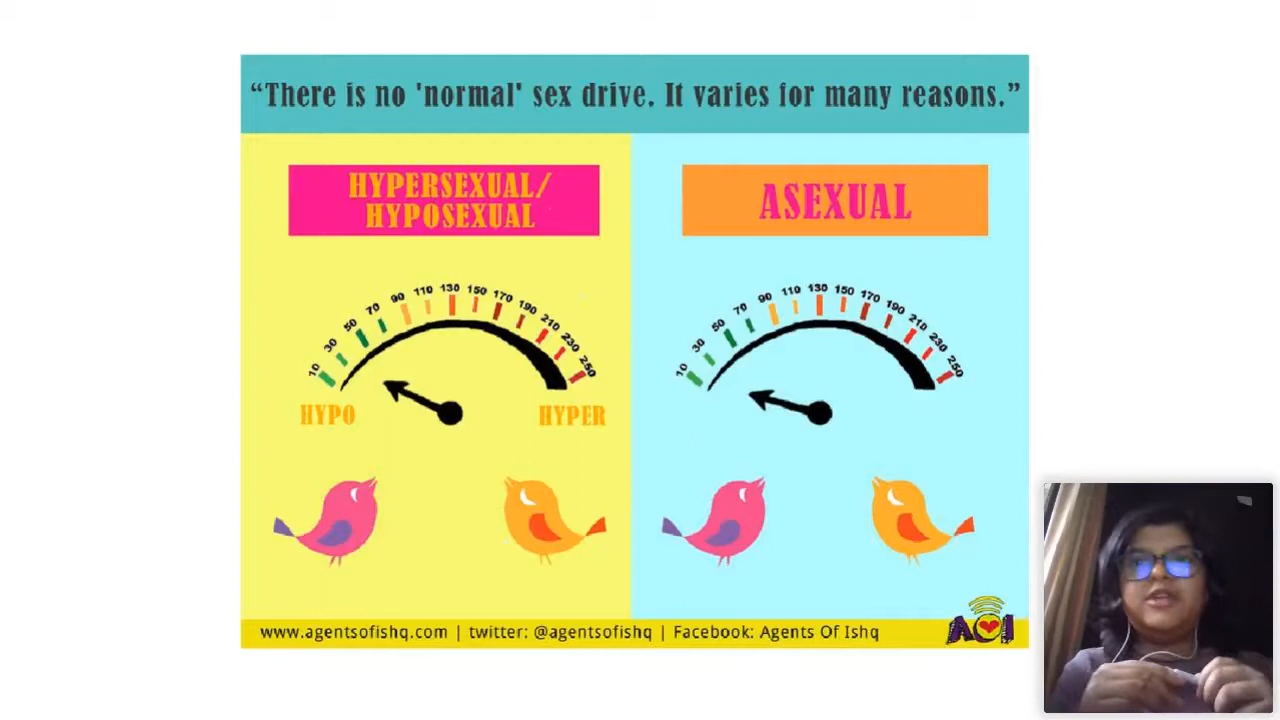 “There is no 'normal' sex drive. It varies for many reasons.”
HYPERSEXUAL/
HYPOSEXUAL
10 30 50 70 90 110 130 150 170 190 210 230 250
HYPO HYPER
ASEXUAL
10 30 50 70 90 110 130 150 170 190 210 230 250
www.agentsofishq.com | twitter: @agentsofishq | Facebook: Agents Of Ishq
AOI